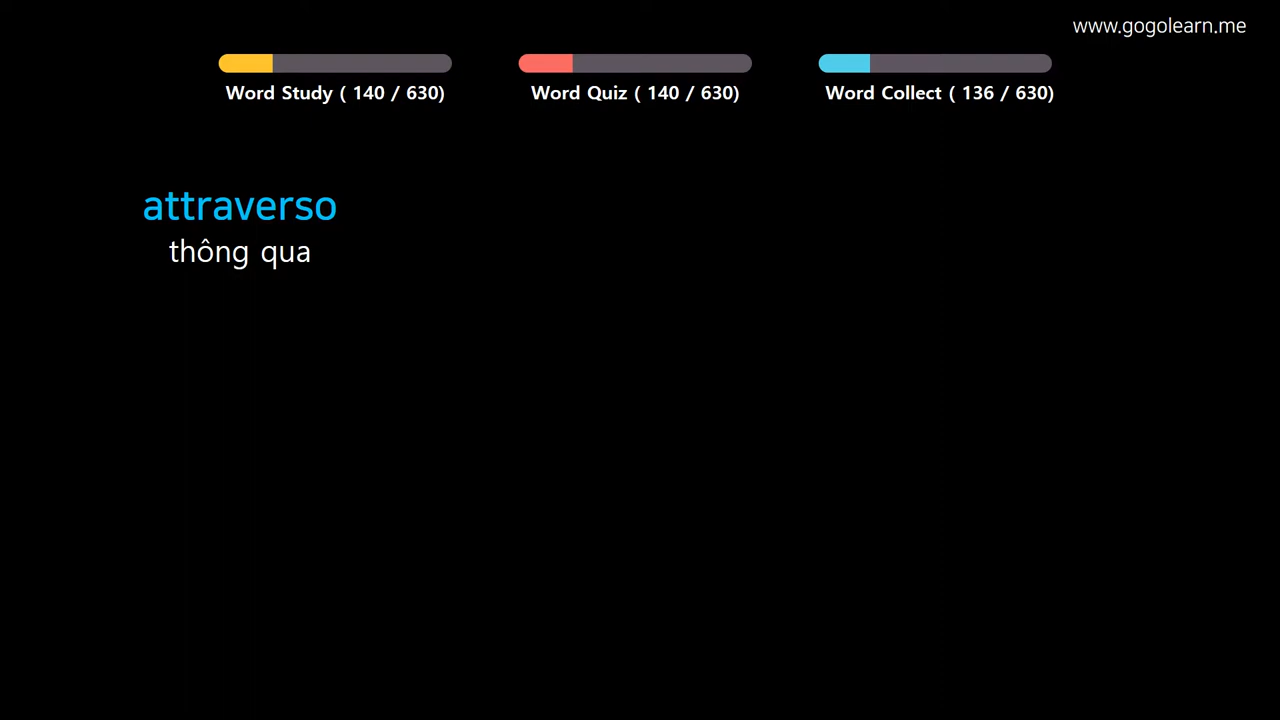 www.gogolearn.me
Word Study ( 140 / 630)
Word Quiz ( 140 / 630)
Word Collect ( 136 / 630)
attraverso
thông qua